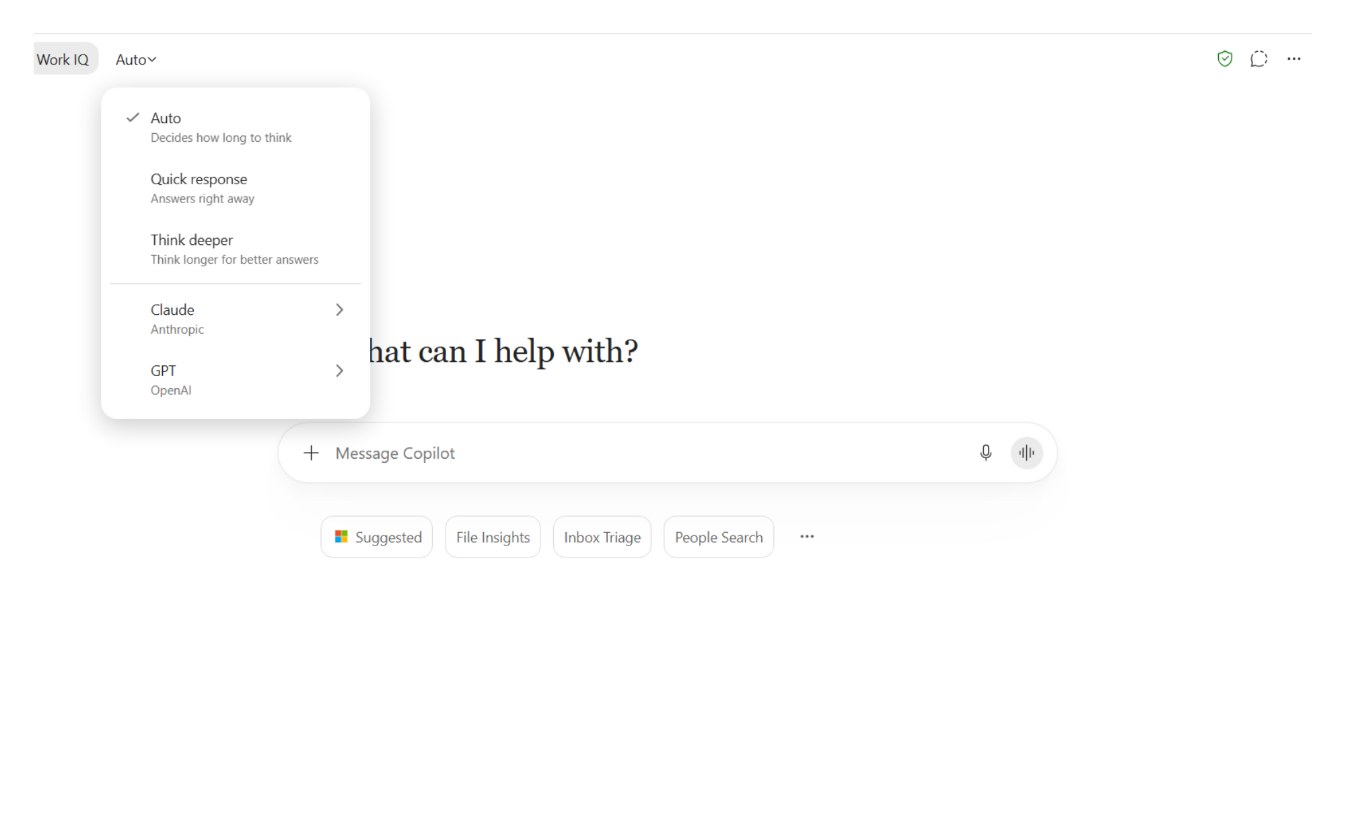 Work IQ
Auto
Auto
Decides how long to think
Quick response
Answers right away
Think deeper
Think longer for better answers
Claude
Anthropic
GPT
OpenAI
hat can I help with?
Message Copilot
Suggested
File Insights
Inbox Triage
People Search